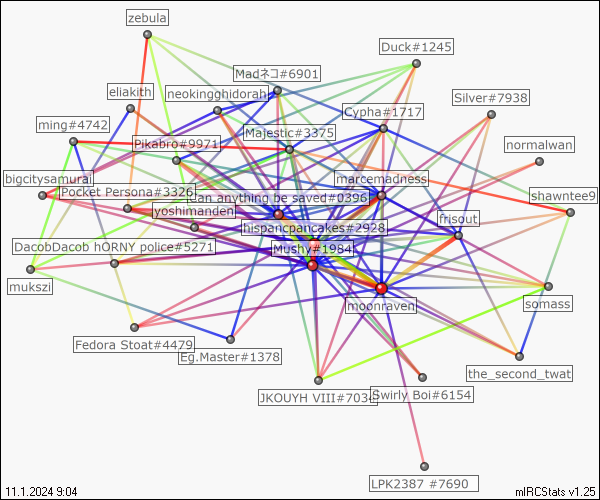 zebula
Duck#1245
Madネコ#6901
eliakith
neokingghidorah
Silver#7938
Cypha#1717
ming#4742
Majestic#3375
Pikabro#9971
normalwan
bigcitysamurai
marcemadness
Pocket Persona#3326
can anything be saved#0396
shawntee9
yoshimanden
frisout
hispancpancakes#2928
DacobDacob hORNY police#5271
Mushy#1984
mukszi
moonraven
somass
Fedora Stoat#4479
Eg.Master#1378
the_second_twat
JKOUYH VIII#7034
Swirly Boi#6154
LPK2387 #7690
11.1.2024 9:04
mIRCStats v1.25